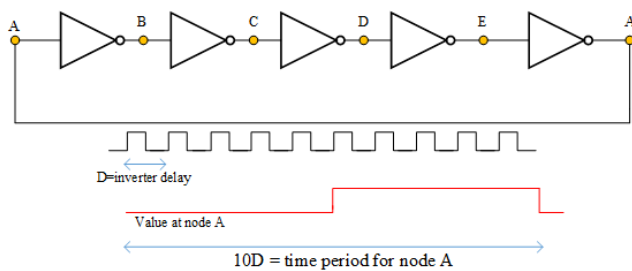 A B C D E A
D=inverter delay
Value at node A
10D = time period for node A